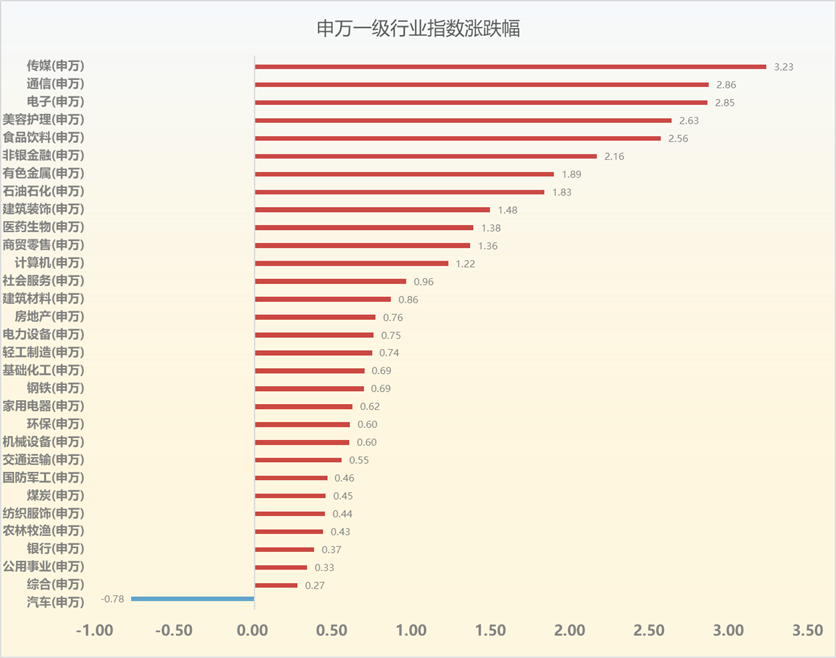 申万一级行业指数涨跌幅
传媒(申万) 3.23
通信(申万) 2.86
电子(申万) 2.85
美容护理(申万) 2.63
食品饮料(申万) 2.56
非银金融(申万) 2.16
有色金属(申万) 1.89
石油石化(申万) 1.83
建筑装饰(申万) 1.48
医药生物(申万) 1.38
商贸零售(申万) 1.36
计算机(申万) 1.22
社会服务(申万) 0.96
建筑材料(申万) 0.86
房地产(申万) 0.76
电力设备(申万) 0.75
轻工制造(申万) 0.74
基础化工(申万) 0.69
钢铁(申万) 0.69
家用电器(申万) 0.62
环保(申万) 0.60
机械设备(申万) 0.60
交通运输(申万) 0.55
国防军工(申万) 0.46
煤炭(申万) 0.45
纺织服饰(申万) 0.44
农林牧渔(申万) 0.43
银行(申万) 0.37
公用事业(申万) 0.33
综合(申万) 0.27
汽车(申万) -0.78
-1.00 -0.50 0.00 0.50 1.00 1.50 2.00 2.50 3.00 3.50